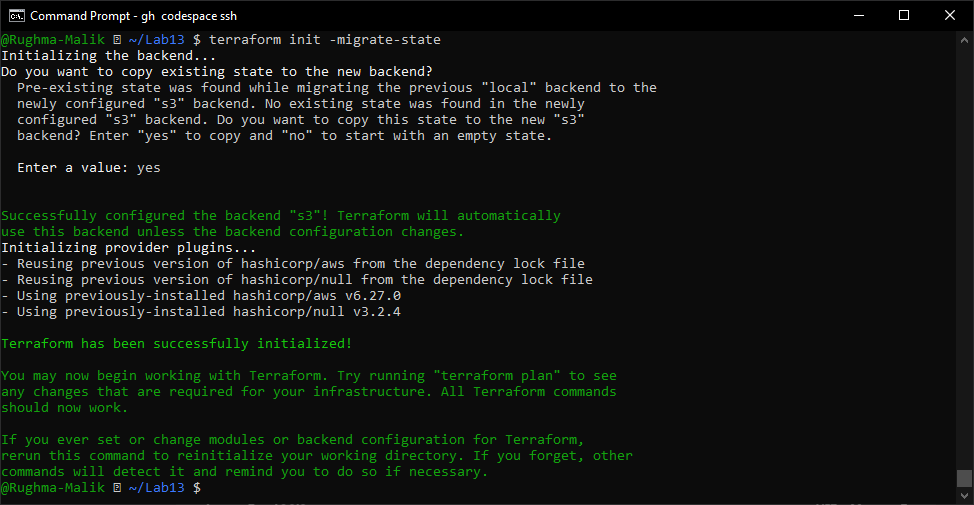 Command Prompt - gh  codespace ssh
@Rughma-Malik ~/Lab13 $ terraform init -migrate-state
Initializing the backend...
Do you want to copy existing state to the new backend?
  Pre-existing state was found while migrating the previous "local" backend to the
  newly configured "s3" backend. No existing state was found in the newly
  configured "s3" backend. Do you want to copy this state to the new "s3"
  backend? Enter "yes" to copy and "no" to start with an empty state.
  Enter a value: yes
Successfully configured the backend "s3"! Terraform will automatically
use this backend unless the backend configuration changes.
Initializing provider plugins...
- Reusing previous version of hashicorp/aws from the dependency lock file
- Reusing previous version of hashicorp/null from the dependency lock file
- Using previously-installed hashicorp/aws v6.27.0
- Using previously-installed hashicorp/null v3.2.4
Terraform has been successfully initialized!
You may now begin working with Terraform. Try running "terraform plan" to see
any changes that are required for your infrastructure. All Terraform commands
should now work.
If you ever set or change modules or backend configuration for Terraform,
rerun this command to reinitialize your working directory. If you forget, other
commands will detect it and remind you to do so if necessary.
@Rughma-Malik ~/Lab13 $